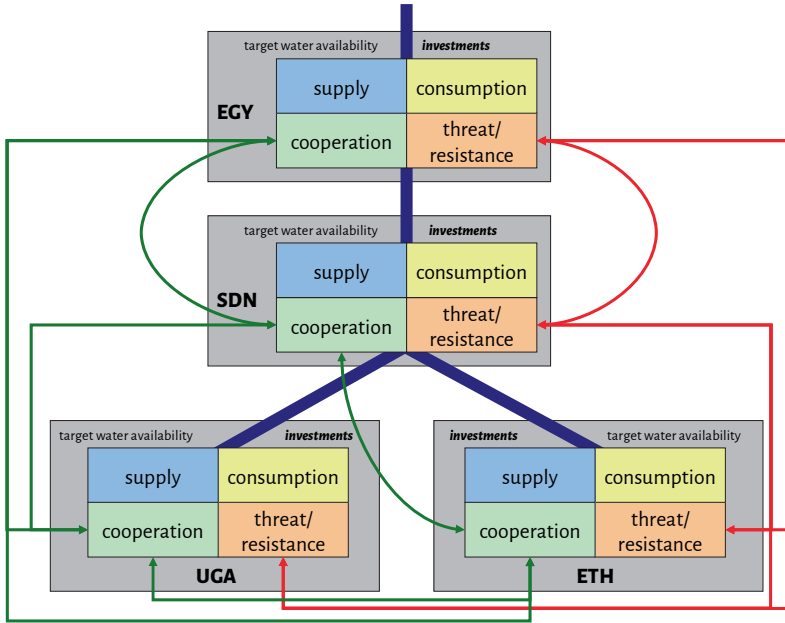 target water availability investments
supply consumption
EGY
cooperation threat/
resistance
target water availability investments
supply consumption
SDN
cooperation threat/
resistance
target water availability investments
supply consumption
cooperation threat/
resistance
UGA
investments target water availability
supply consumption
cooperation threat/
resistance
ETH